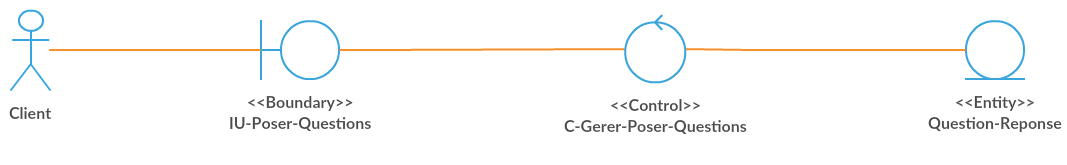 Client
<<Boundary>>
IU-Poser-Questions
<<Control>>
C-Gerer-Poser-Questions
<<Entity>>
Question-Reponse